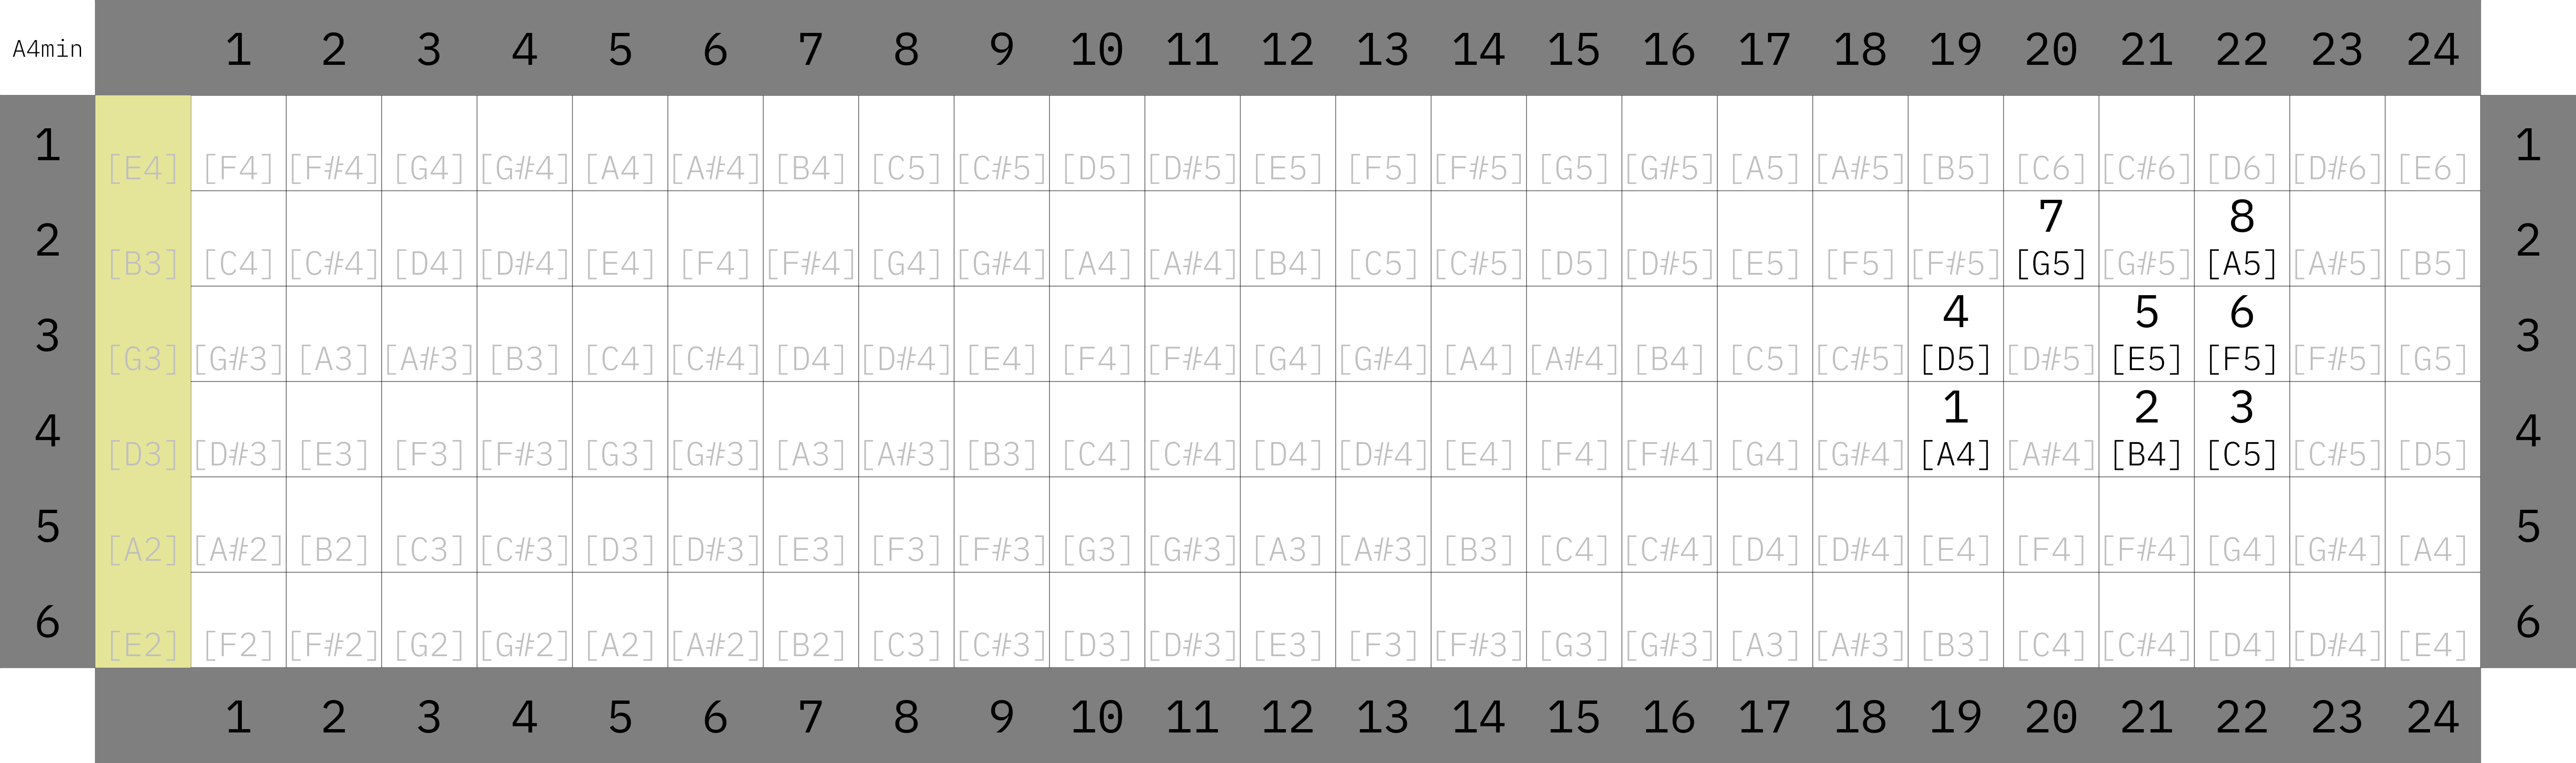 A4min 1 2 3 4 5 6 7 8 9 10 11 12 13 14 15 16 17 18 19 20 21 22 23 24
1 [E4] [F4] [F#4] [G4] [G#4] [A4] [A#4] [B4] [C5] [C#5] [D5] [D#5] [E5] [F5] [F#5] [G5] [G#5] [A5] [A#5] [B5] [C6] [C#6] [D6] [D#6] [E6] 1
7 8
2 [B3] [C4] [C#4] [D4] [D#4] [E4] [F4] [F#4] [G4] [G#4] [A4] [A#4] [B4] [C5] [C#5] [D5] [D#5] [E5] [F5] [F#5] [G5] [G#5] [A5] [A#5] [B5] 2
4 5 6
3 [G3] [G#3] [A3] [A#3] [B3] [C4] [C#4] [D4] [D#4] [E4] [F4] [F#4] [G4] [G#4] [A4] [A#4] [B4] [C5] [C#5] [D5] [D#5] [E5] [F5] [F#5] [G5] 3
1 2 3
4 [D3] [D#3] [E3] [F3] [F#3] [G3] [G#3] [A3] [A#3] [B3] [C4] [C#4] [D4] [D#4] [E4] [F4] [F#4] [G4] [G#4] [A4] [A#4] [B4] [C5] [C#5] [D5] 4
5 [A2] [A#2] [B2] [C3] [C#3] [D3] [D#3] [E3] [F3] [F#3] [G3] [G#3] [A3] [A#3] [B3] [C4] [C#4] [D4] [D#4] [E4] [F4] [F#4] [G4] [G#4] [A4] 5
6 [E2] [F2] [F#2] [G2] [G#2] [A2] [A#2] [B2] [C3] [C#3] [D3] [D#3] [E3] [F3] [F#3] [G3] [G#3] [A3] [A#3] [B3] [C4] [C#4] [D4] [D#4] [E4] 6
1 2 3 4 5 6 7 8 9 10 11 12 13 14 15 16 17 18 19 20 21 22 23 24